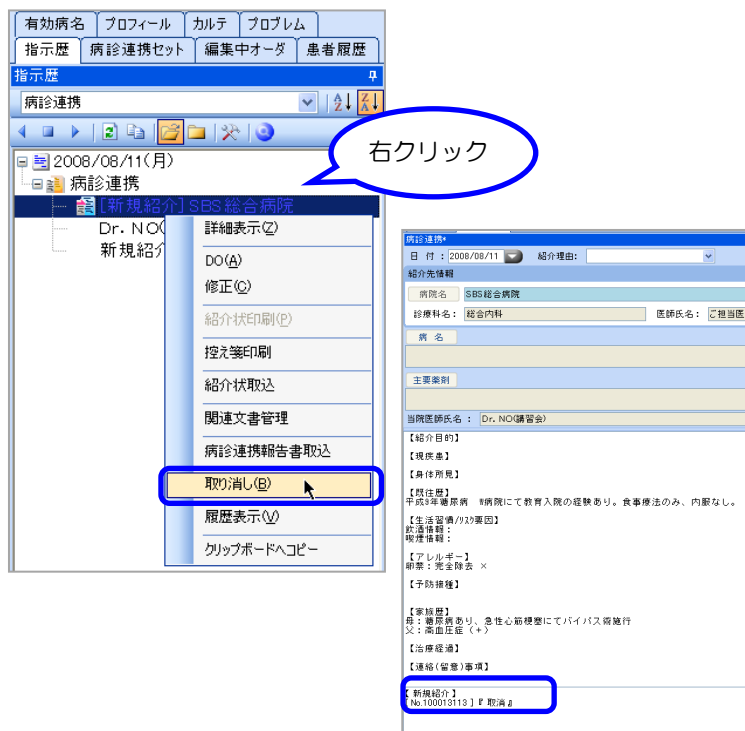 有効病名 プロフィール カルテ プロブレム
指示歴 病診連携セット 編集中オーダ 患者履歴
指示歴
病診連携
2008/08/11(月)
病診連携
[新規紹介]SBS総合病院
Dr. NO
新規紹介
右クリック
詳細表示(Z)
DO(A)
修正(C)
紹介状印刷(P)
控え箋印刷
紹介状取込
関連文書管理
病診連携報告書取込
取り消し(B)
履歴表示(V)
クリップボードへコピー
病診連携*
日 付 : 2008/08/11 紹介理由:
紹介先情報
病院名 SBS総合病院
診療科名: 総合内科 医師氏名: ご担当医
病 名
主要薬剤
当院医師氏名 : Dr. NO(講習会)
【紹介目的】
【現疾患】
【身体所見】
【既往歴】
平成9年糖尿病 #病院にて教育入院の経験あり。食事療法のみ、内服なし。
【生活習慣/リスク要因】
飲酒情報:
喫煙情報:
【アレルギー】
卵禁:完全除去 ×
【予防接種】
【家族歴】
母:糖尿病あり、急性心筋梗塞にてバイパス術施行
父:高血圧症(+)
【治療経過】
【連絡(留意)事項】
【 新規紹介 】
[ No.100013113 ]『 取消 』